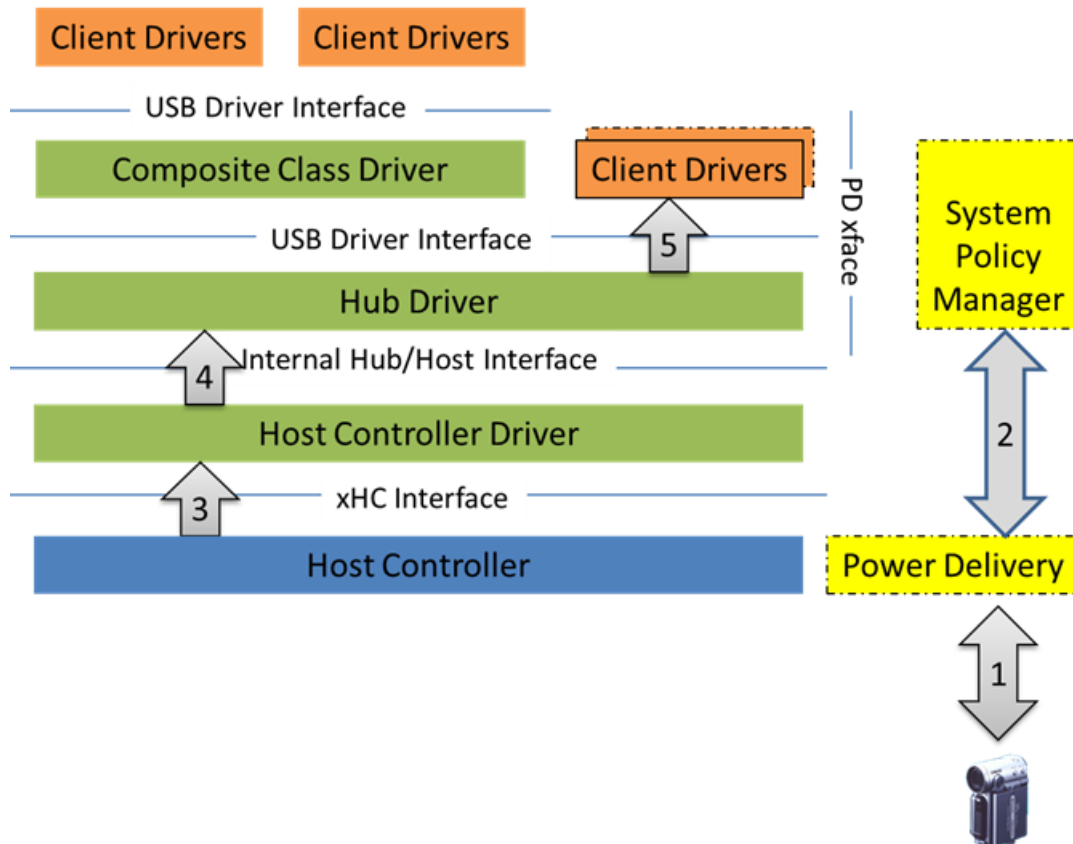 Client Drivers
Client Drivers
USB Driver Interface
Composite Class Driver
Client Drivers
PD xface
System
Policy
Manager
USB Driver Interface
5
Hub Driver
4
Internal Hub/Host Interface
Host Controller Driver
2
3
xHC Interface
Host Controller
Power Delivery
1